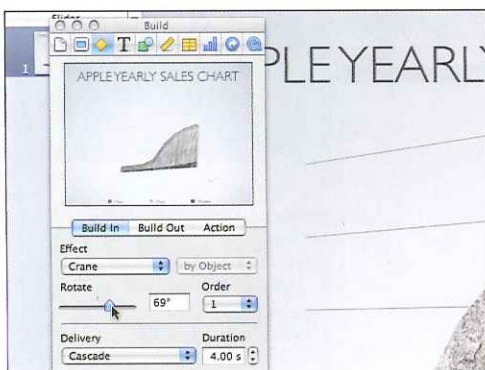 Slides
Build
T
1
APPLE YEARLY SALES CHART
PLE YEARLY
Build In Build Out Action
Effect
Crane by Object
Rotate Order
69° 1
Delivery Duration
Cascade 4.00 s